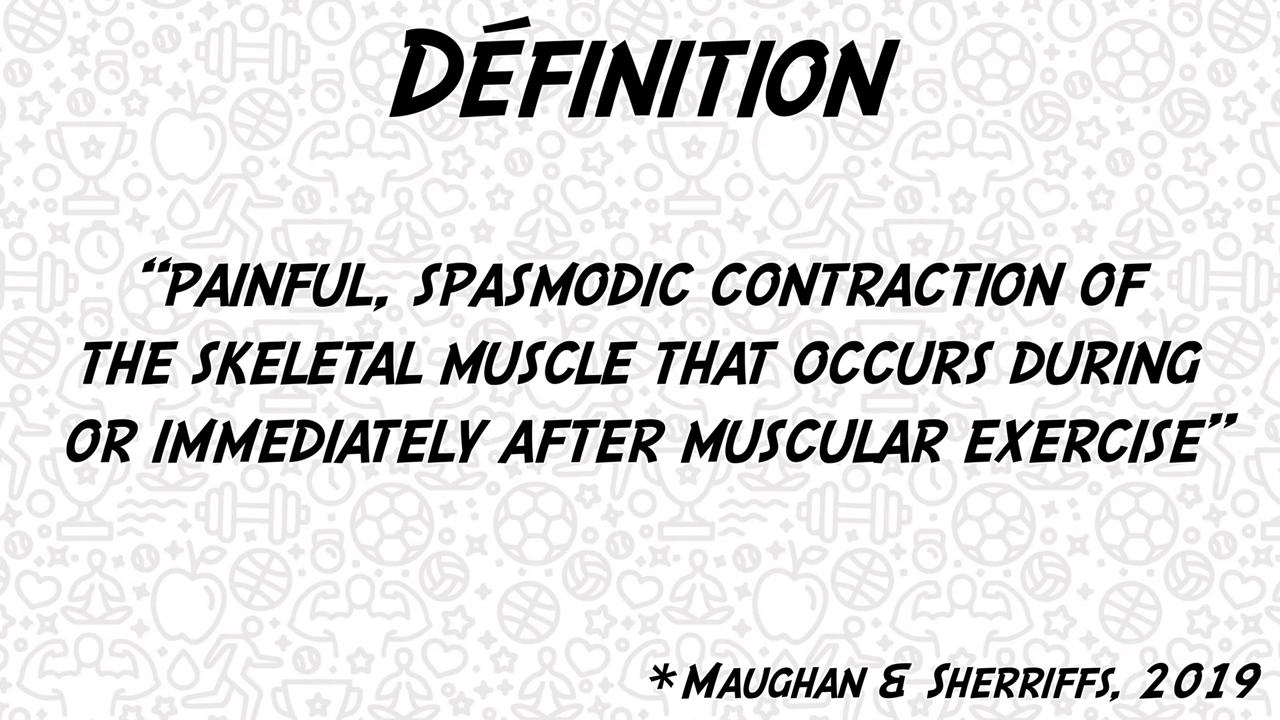 DÉFINITION
“PAINFUL, SPASMODIC CONTRACTION OF
THE SKELETAL MUSCLE THAT OCCURS DURING
OR IMMEDIATELY AFTER MUSCULAR EXERCISE”
*MAUGHAN & SHERRIFFS, 2019